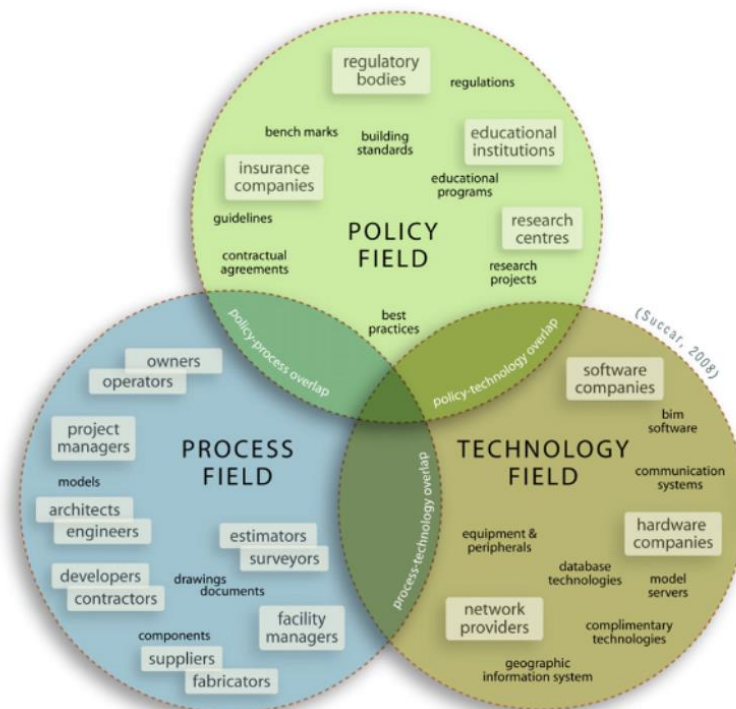 regulatory
bodies
regulations
bench marks
building
standards
educational
institutions
insurance
companies
educational
programs
guidelines
research
centres
POLICY
FIELD
contractual
agreements
research
projects
best
practices
policy-process overlap
policy-technology overlap
(Succar, 2008)
owners
operators
project
managers
PROCESS
FIELD
models
architects
engineers
estimators
surveyors
developers
contractors
drawings
documents
facility
managers
components
suppliers
fabricators
process-technology overlap
software
companies
bim
software
TECHNOLOGY
FIELD
communication
systems
equipment &
peripherals
hardware
companies
database
technologies
model
servers
network
providers
complimentary
technologies
geographic
information system